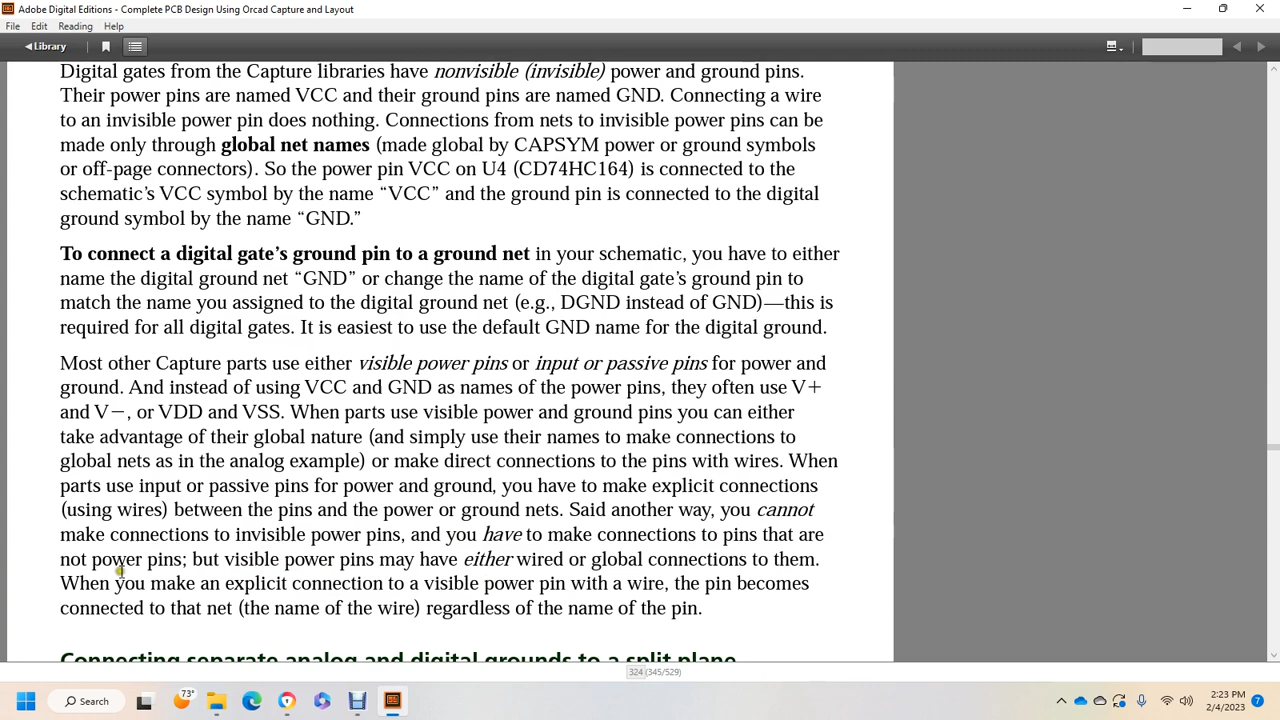 Adobe Digital Editions - Complete PCB Design Using Orcad Capture and Layout
File Edit Reading Help
Library
Digital gates from the Capture libraries have nonvisible (invisible) power and ground pins.
Their power pins are named VCC and their ground pins are named GND. Connecting a wire
to an invisible power pin does nothing. Connections from nets to invisible power pins can be
made only through global net names (made global by CAPSYM power or ground symbols
or off-page connectors). So the power pin VCC on U4 (CD74HC164) is connected to the
schematic’s VCC symbol by the name “VCC” and the ground pin is connected to the digital
ground symbol by the name “GND.”
To connect a digital gate’s ground pin to a ground net in your schematic, you have to either
name the digital ground net “GND” or change the name of the digital gate’s ground pin to
match the name you assigned to the digital ground net (e.g., DGND instead of GND)—this is
required for all digital gates. It is easiest to use the default GND name for the digital ground.
Most other Capture parts use either visible power pins or input or passive pins for power and
ground. And instead of using VCC and GND as names of the power pins, they often use V+
and V−, or VDD and VSS. When parts use visible power and ground pins you can either
take advantage of their global nature (and simply use their names to make connections to
global nets as in the analog example) or make direct connections to the pins with wires. When
parts use input or passive pins for power and ground, you have to make explicit connections
(using wires) between the pins and the power or ground nets. Said another way, you cannot
make connections to invisible power pins, and you have to make connections to pins that are
not power pins; but visible power pins may have either wired or global connections to them.
When you make an explicit connection to a visible power pin with a wire, the pin becomes
connected to that net (the name of the wire) regardless of the name of the pin.
Connecting separate analog and digital grounds to a split plane
324 (345/529)
Search
73°
2:23 PM
2/4/2023
7